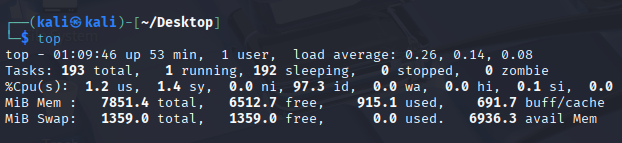 ┌──(kali㉿kali)-[~/Desktop]
└─$ top
top - 01:09:46 up 53 min,  1 user,  load average: 0.26, 0.14, 0.08
Tasks: 193 total,   1 running, 192 sleeping,   0 stopped,   0 zombie
%Cpu(s):  1.2 us,  1.4 sy,  0.0 ni, 97.3 id,  0.0 wa,  0.0 hi,  0.1 si,  0.0
MiB Mem :   7851.4 total,   6512.7 free,    915.1 used,    691.7 buff/cache
MiB Swap:   1359.0 total,   1359.0 free,      0.0 used.   6936.3 avail Mem